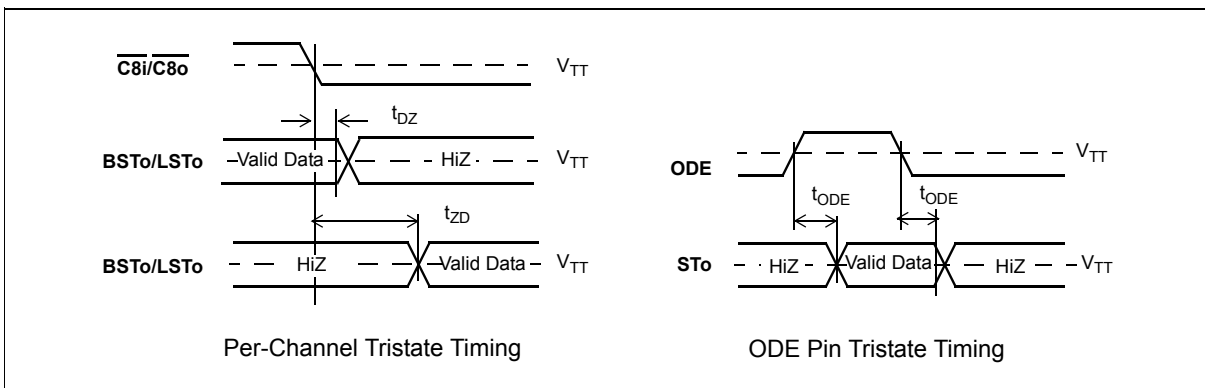 C8i/C8o
V_TT
t_DZ
BSTo/LSTo
Valid Data
HiZ
V_TT
t_ZD
BSTo/LSTo
HiZ
Valid Data
V_TT
Per-Channel Tristate Timing
ODE
V_TT
t_ODE
t_ODE
STo
HiZ
Valid Data
HiZ
V_TT
ODE Pin Tristate Timing